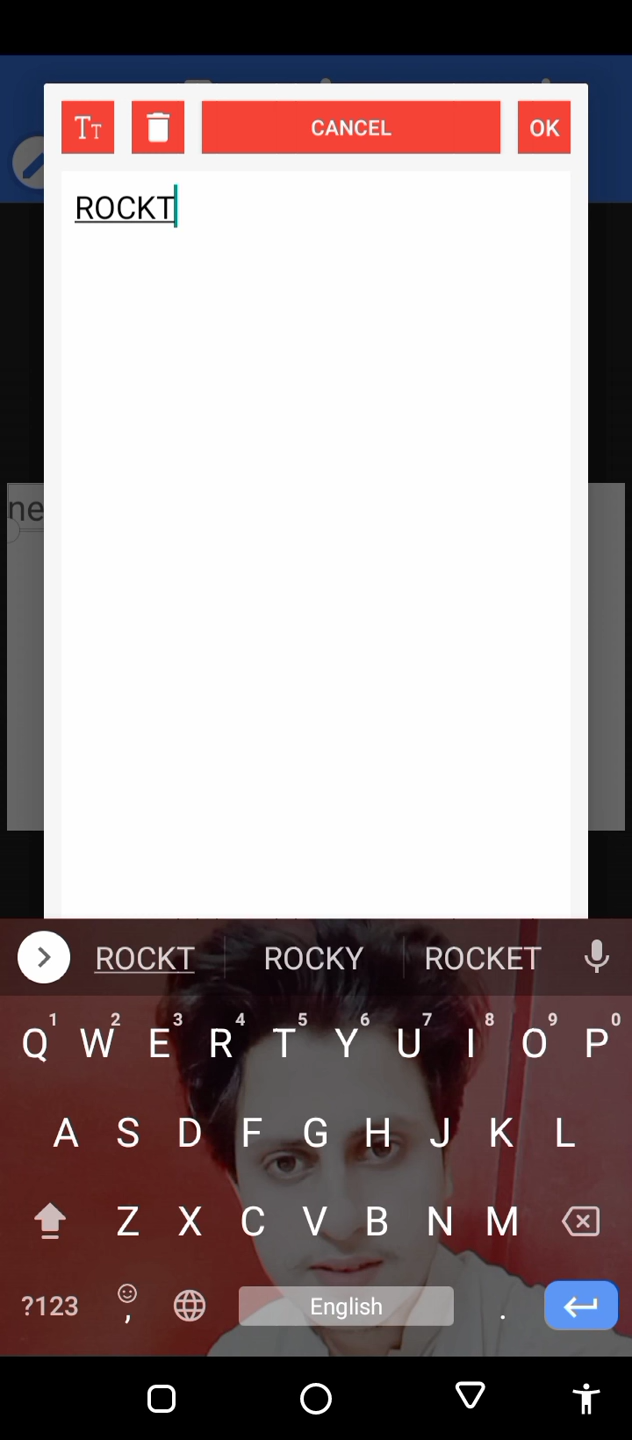 TT
CANCEL
OK
ROCKT
ne
ROCKT ROCKY ROCKET
1 2 3 4 5 6 7 8 9 0
Q W E R T Y U I O P
A S D F G H J K L
Z X C V B N M
?123 , English .